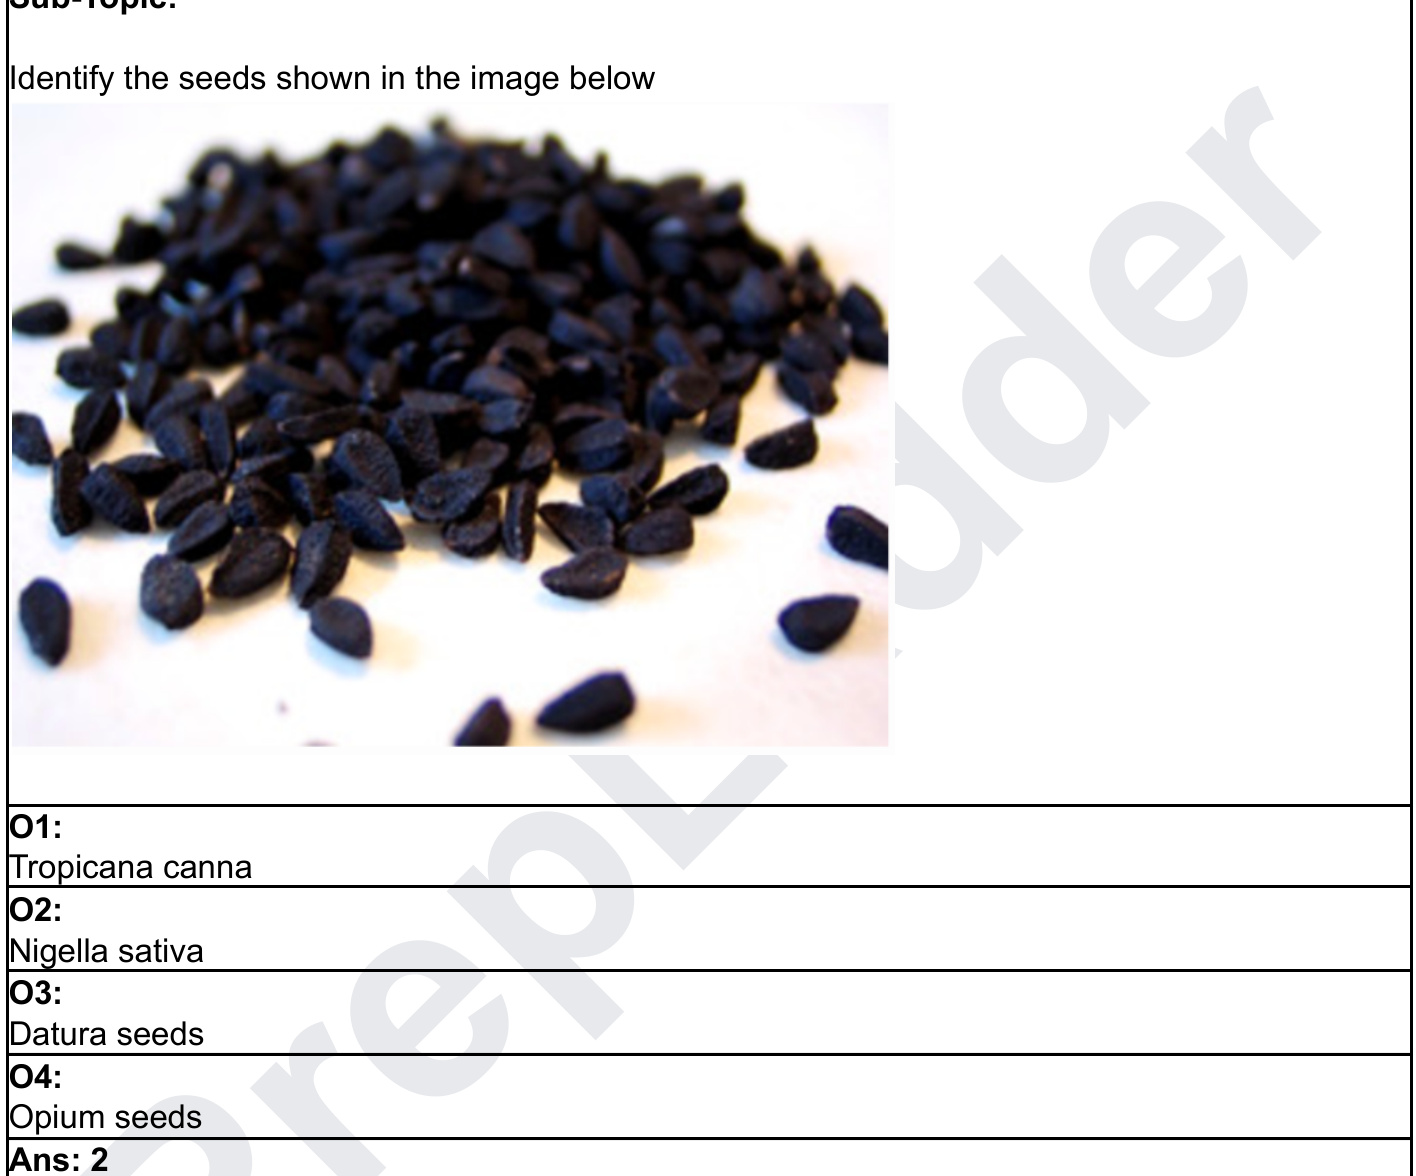 Sub-Topic:
Identify the seeds shown in the image below
O1:
Tropicana canna
O2:
Nigella sativa
O3:
Datura seeds
O4:
Opium seeds
Ans: 2
PrepLadder